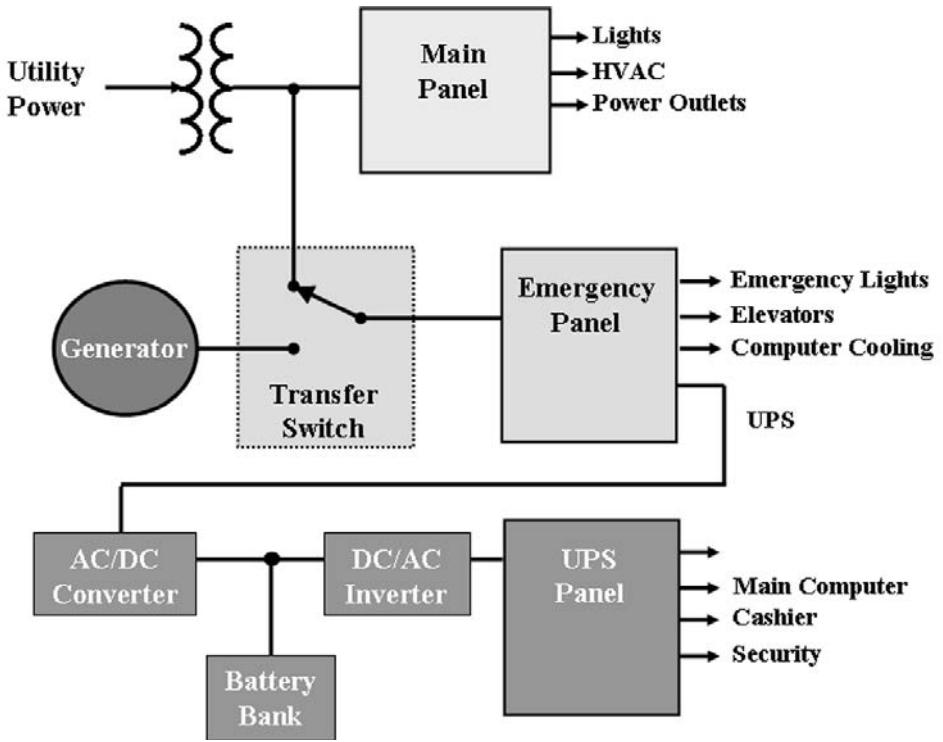 Utility
Power
Main
Panel
Lights
HVAC
Power Outlets
Generator
Transfer
Switch
Emergency
Panel
Emergency Lights
Elevators
Computer Cooling
UPS
AC/DC
Converter
DC/AC
Inverter
Battery
Bank
UPS
Panel
Main Computer
Cashier
Security